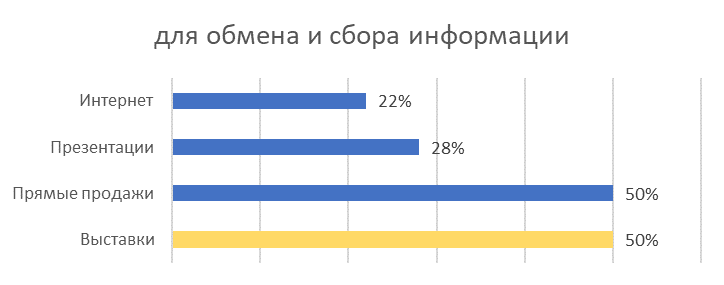 для обмена и сбора информации
Интернет 22%
Презентации 28%
Прямые продажи 50%
Выставки 50%